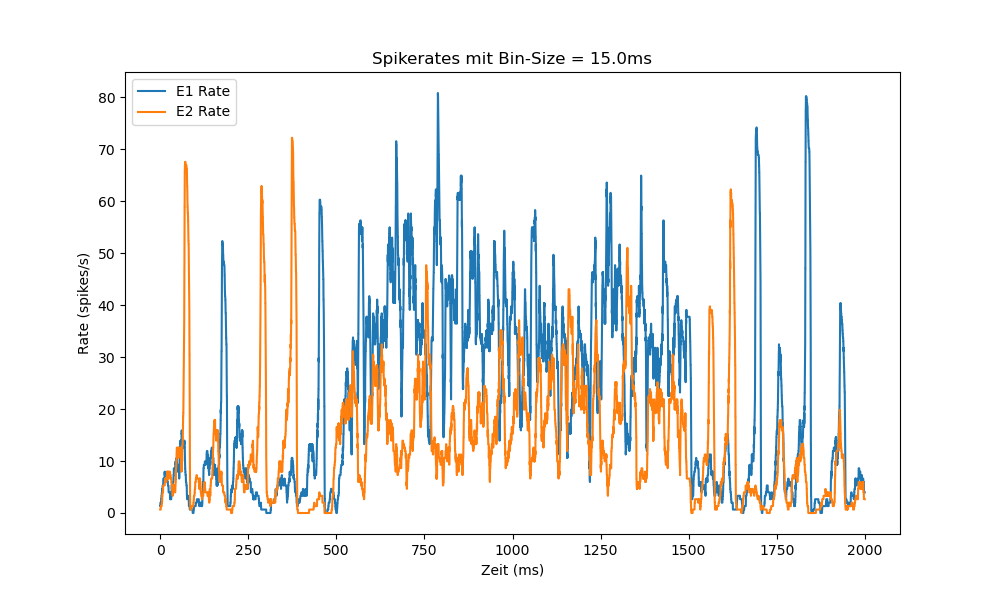 Spikerates mit Bin-Size = 15.0ms
E1 Rate
E2 Rate
80
70
60
50
40
30
20
10
0
Rate (spikes/s)
0 250 500 750 1000 1250 1500 1750 2000
Zeit (ms)